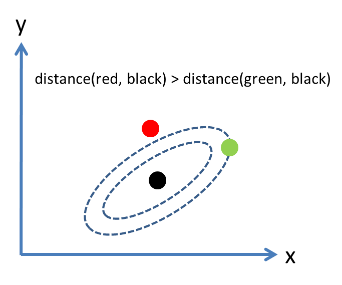 y
distance(red, black) > distance(green, black)
x